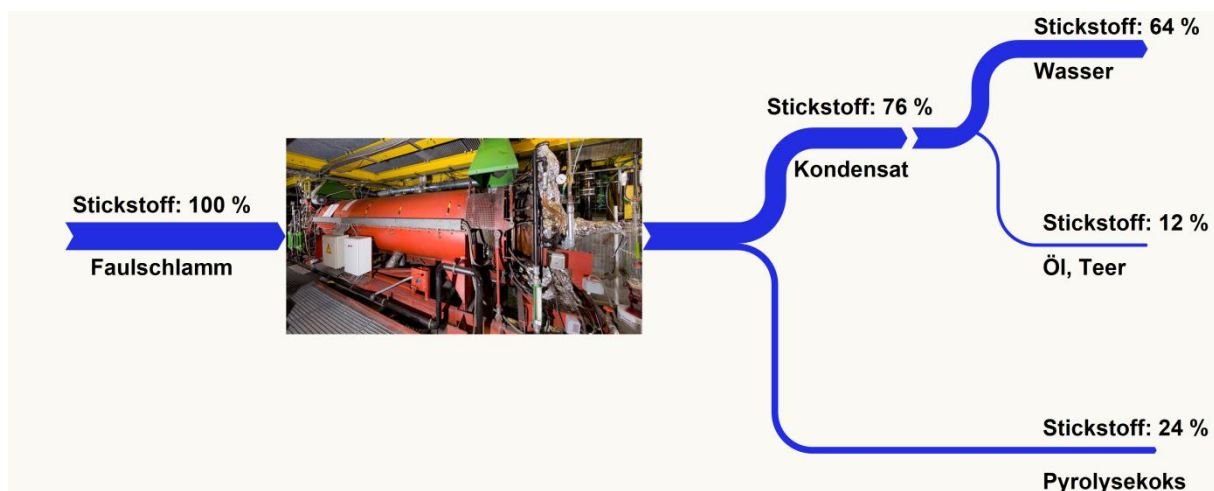 Stickstoff: 100 %
Faulschlamm
Stickstoff: 76 %
Kondensat
Stickstoff: 64 %
Wasser
Stickstoff: 12 %
Öl, Teer
Stickstoff: 24 %
Pyrolysekoks